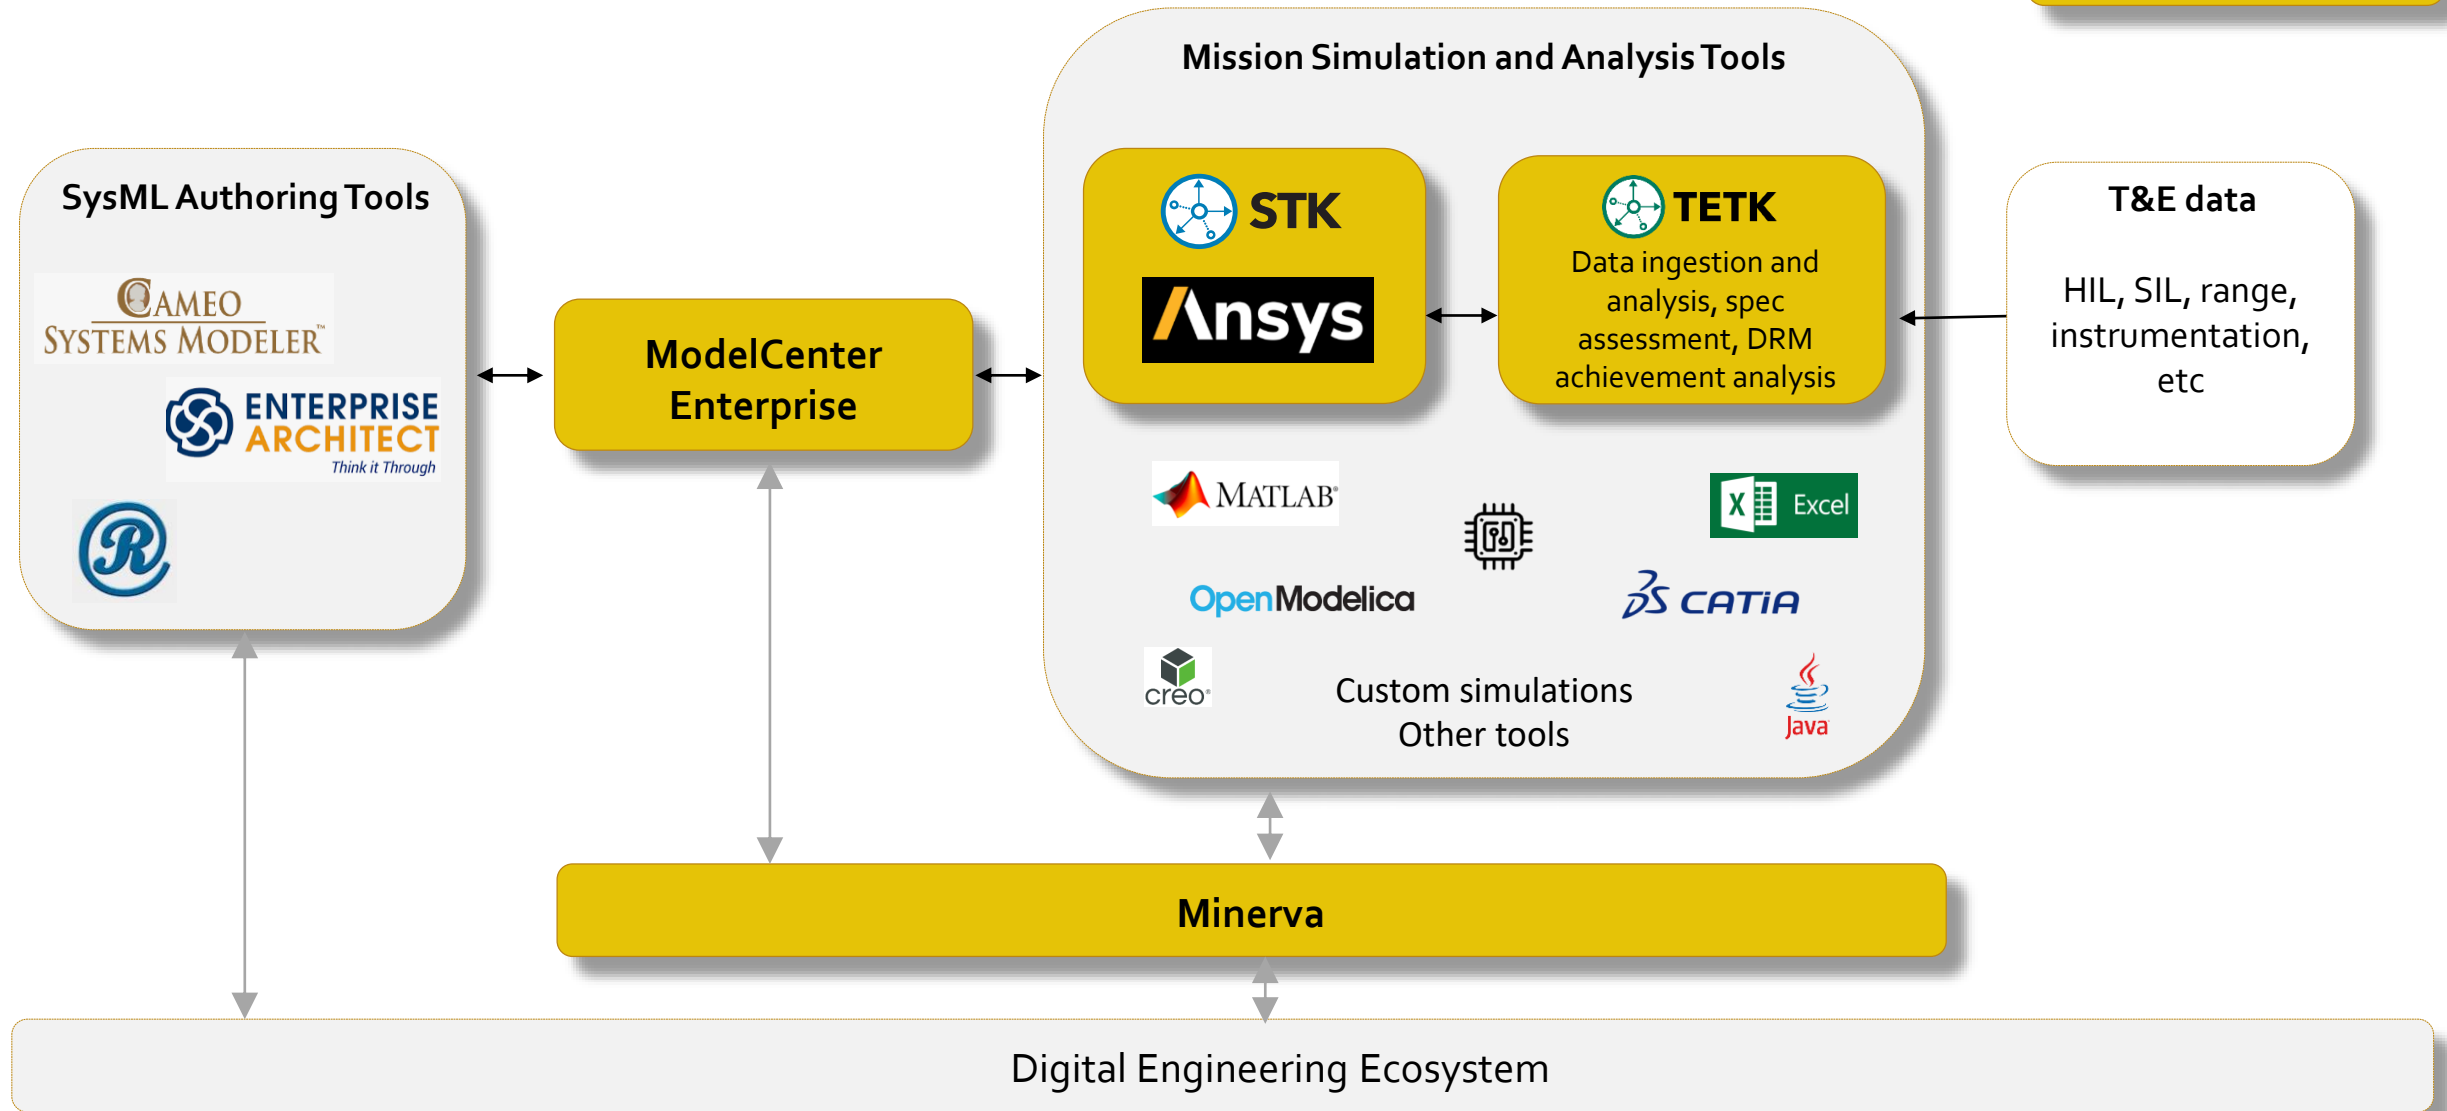 Mission Simulation and Analysis Tools
SysML Authoring Tools
CAMEO
SYSTEMS MODELER™
ENTERPRISE
ARCHITECT
Think it Through
R
ModelCenter
Enterprise
STK
Ansys
TETK
Data ingestion and
analysis, spec
assessment, DRM
achievement analysis
T&E data
HIL, SIL, range,
instrumentation,
etc
MATLAB®
X Excel
OpenModelica
3DS CATIA
creo®
Custom simulations
Other tools
Java
Minerva
Digital Engineering Ecosystem